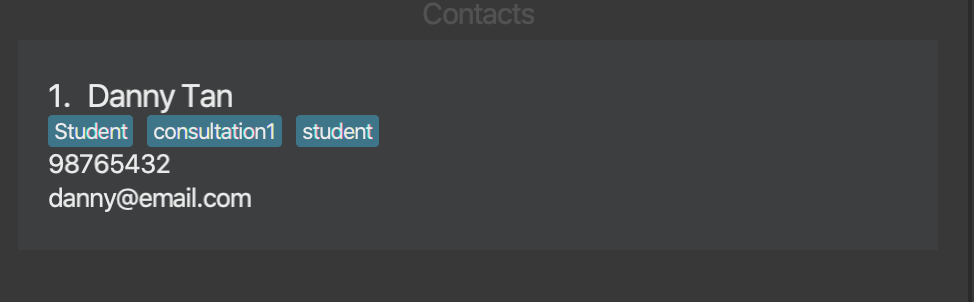 Contacts
1. Danny Tan
Student consultation1 student
98765432
danny@email.com